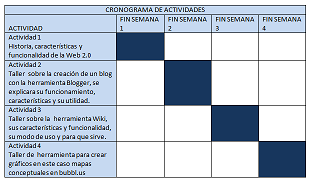 CRONOGRAMA DE ACTIVIDADES
ACTIVIDAD
FIN SEMANA 1
FIN SEMANA 2
FIN SEMANA 3
FIN SEMANA 4
Actividad 1
Historia, características y
funcionalidad de la Web 2.0
Actividad 2
Taller sobre la creación de un blog
con la herramienta Blogger, se
explicara su funcionamiento,
características y su utilidad.
Actividad 3
Taller sobre la herramienta Wiki,
sus características y funcionalidad,
su modo de uso y para que sirve.
Actividad 4
Taller de herramienta para crear
gráficos en este caso mapas
conceptuales en bubbl.us